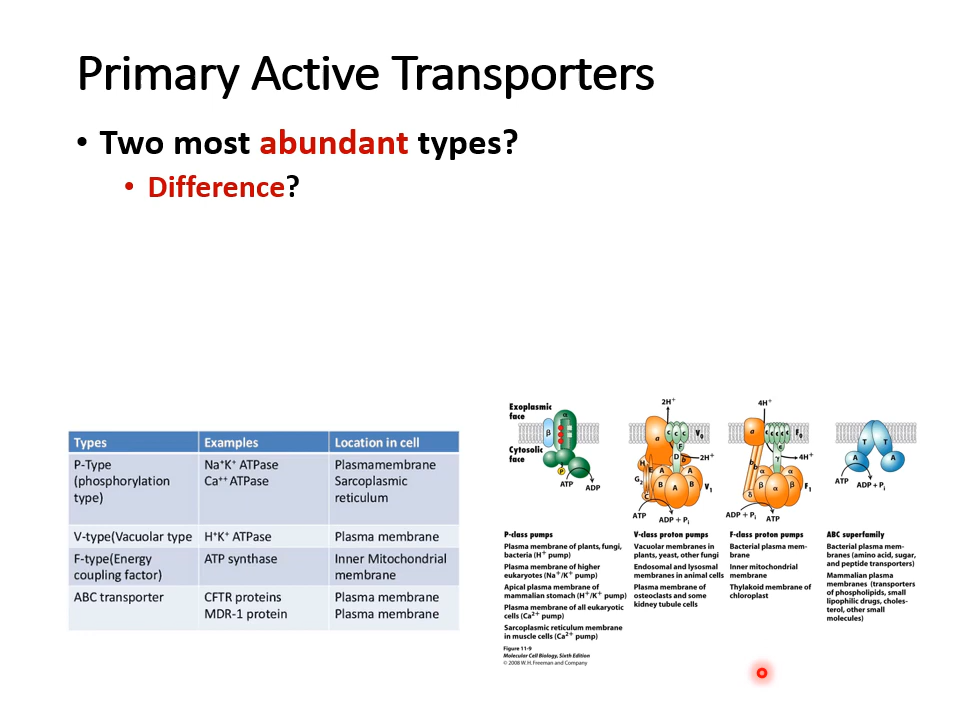 Primary Active Transporters
• Two most abundant types?
• Difference?
Types Examples Location in cell
P-Type Na⁺K⁺ ATPase Plasmamembrane
(phosphorylation Ca⁺⁺ ATPase Sarcoplasmic
type) reticulum
V-type(Vacuolar type H⁺K⁺ ATPase Plasma membrane
F-type(Energy ATP synthase Inner Mitochondrial
coupling factor) membrane
ABC transporter CFTR proteins Plasma membrane
MDR-1 protein Plasma membrane
Exoplasmic
face
Cytosolic
face
β α
P
ATP ADP
2H⁺
a c c c V₀
E
D 2H⁺
H
E A A
G₂ B A B V₁
C
ATP ADP + Pᵢ
4H⁺
a c c c c c F₀
ε
b γ 4H⁺
b α α
β α β F₁
δ
ADP + Pᵢ ATP
T T
A A
ATP ADP + Pᵢ
P-class pumps
Plasma membrane of plants, fungi,
bacteria (H⁺ pump)
Plasma membrane of higher
eukaryotes (Na⁺/K⁺ pump)
Apical plasma membrane of
mammalian stomach (H⁺/K⁺ pump)
Plasma membrane of all eukaryotic
cells (Ca²⁺ pump)
Sarcoplasmic reticulum membrane
in muscle cells (Ca²⁺ pump)
V-class proton pumps
Vacuolar membranes in
plants, yeast, other fungi
Endosomal and lysosmal
membranes in animal cells
Plasma membrane of
osteoclasts and some
kidney tubule cells
F-class proton pumps
Bacterial plasma mem-
brane
Inner mitochondrial
membrane
Thylakoid membrane of
chloroplast
ABC superfamily
Bacterial plasma mem-
branes (amino acid, sugar,
and peptide transporters)
Mammalian plasma
membranes (transporters
of phospholipids, small
lipophilic drugs, choles-
terol, other small
molecules)
Figure 11-9
Molecular Cell Biology, Sixth Edition
© 2008 W.H. Freeman and Company